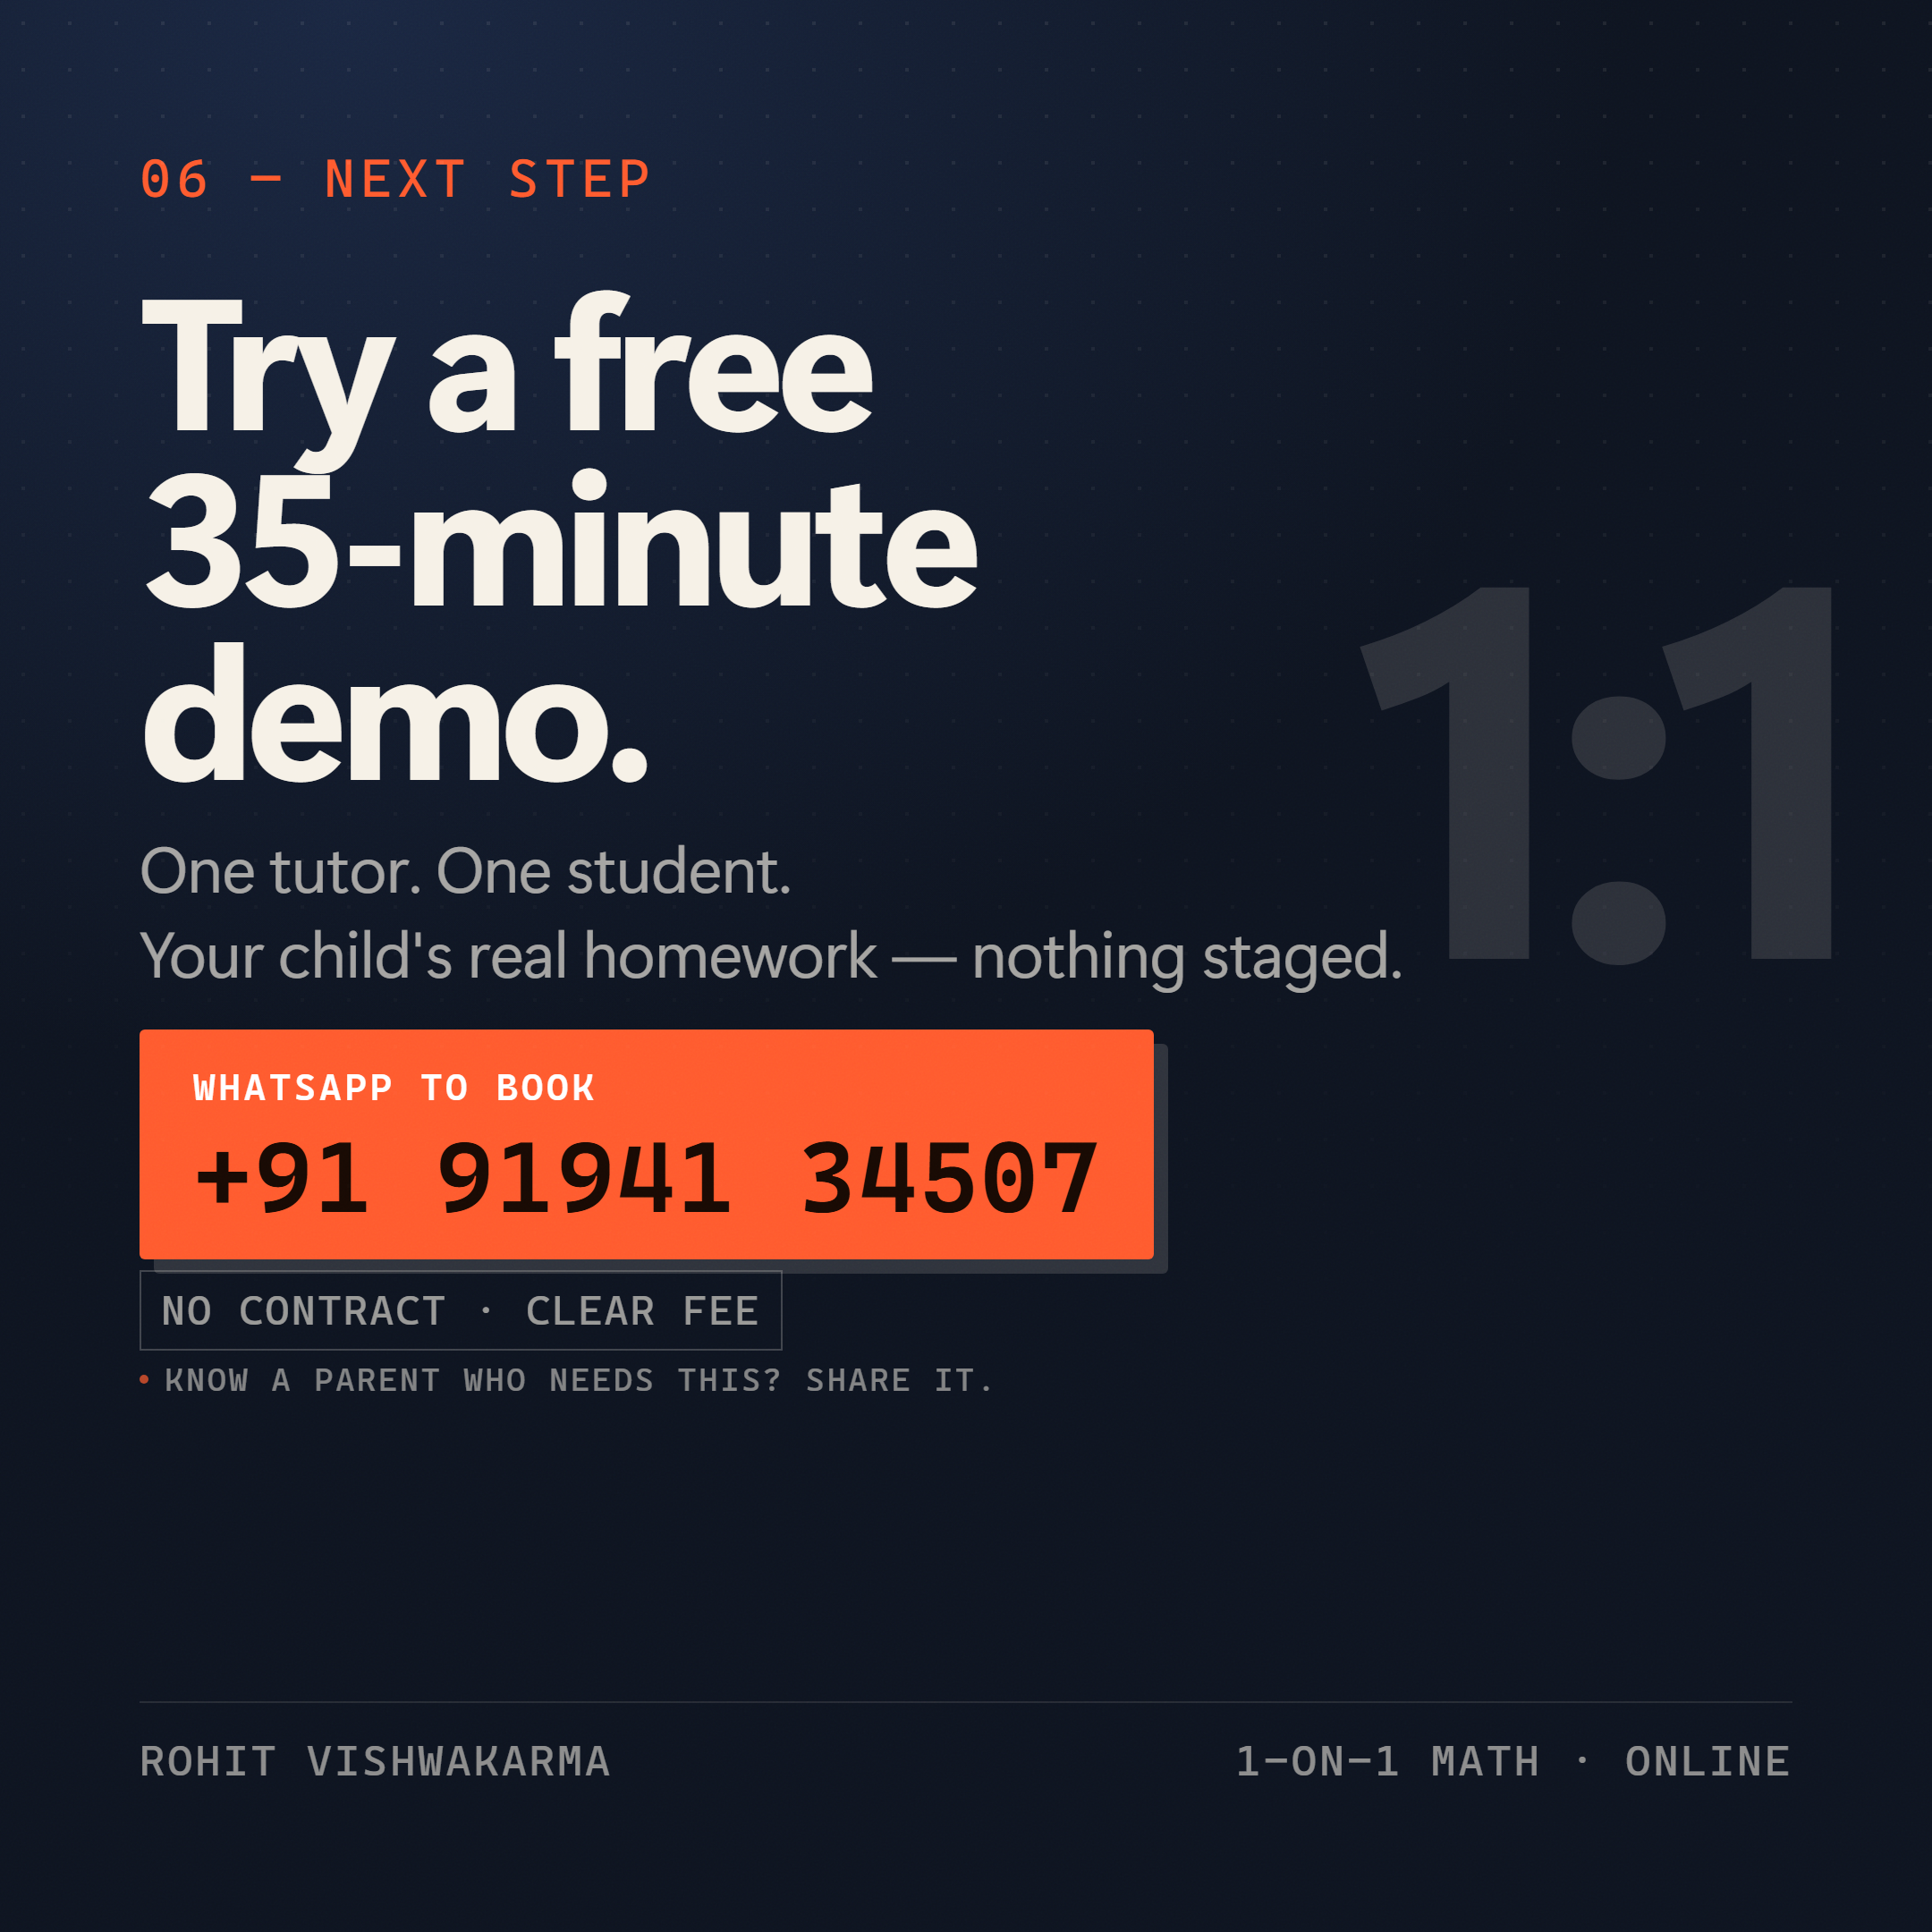 06 — NEXT STEP
Try a free
35-minute
demo.
1:1
One tutor. One student.
Your child's real homework — nothing staged.
WHATSAPP TO BOOK
+91 91941 34507
NO CONTRACT · CLEAR FEE
• KNOW A PARENT WHO NEEDS THIS? SHARE IT.
ROHIT VISHWAKARMA
1-ON-1 MATH · ONLINE